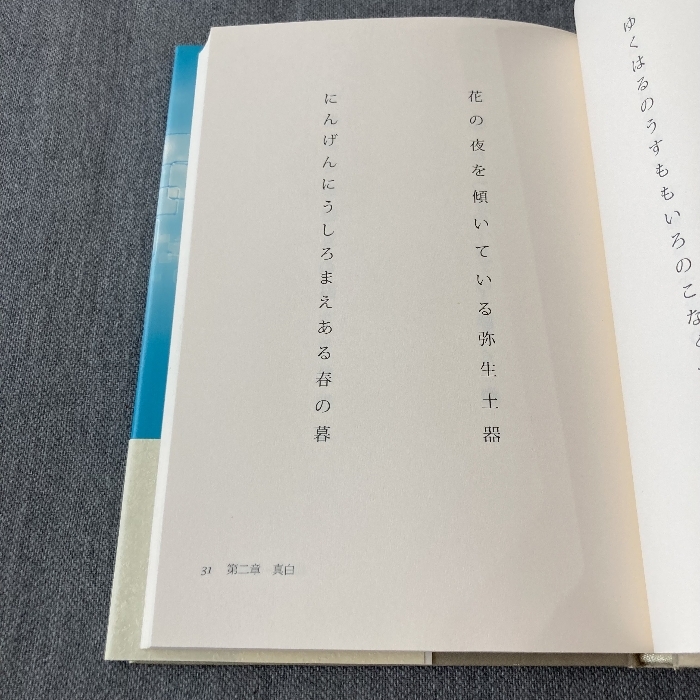 ゆくはるのうすももいろのこな
花の夜を傾いている弥生土器
にんげんにうしろまえある春の暮
31 第二章 真白